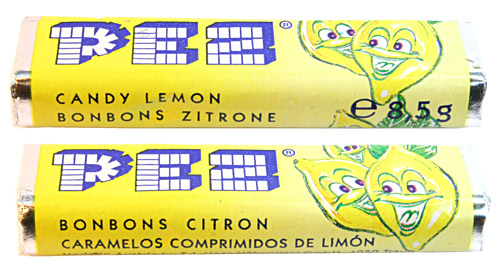 PEZ®
CANDY LEMON
BONBONS ZITRONE
℮ 8.5g
PEZ®
BONBONS CITRON
CARAMELOS COMPRIMIDOS DE LIMÓN